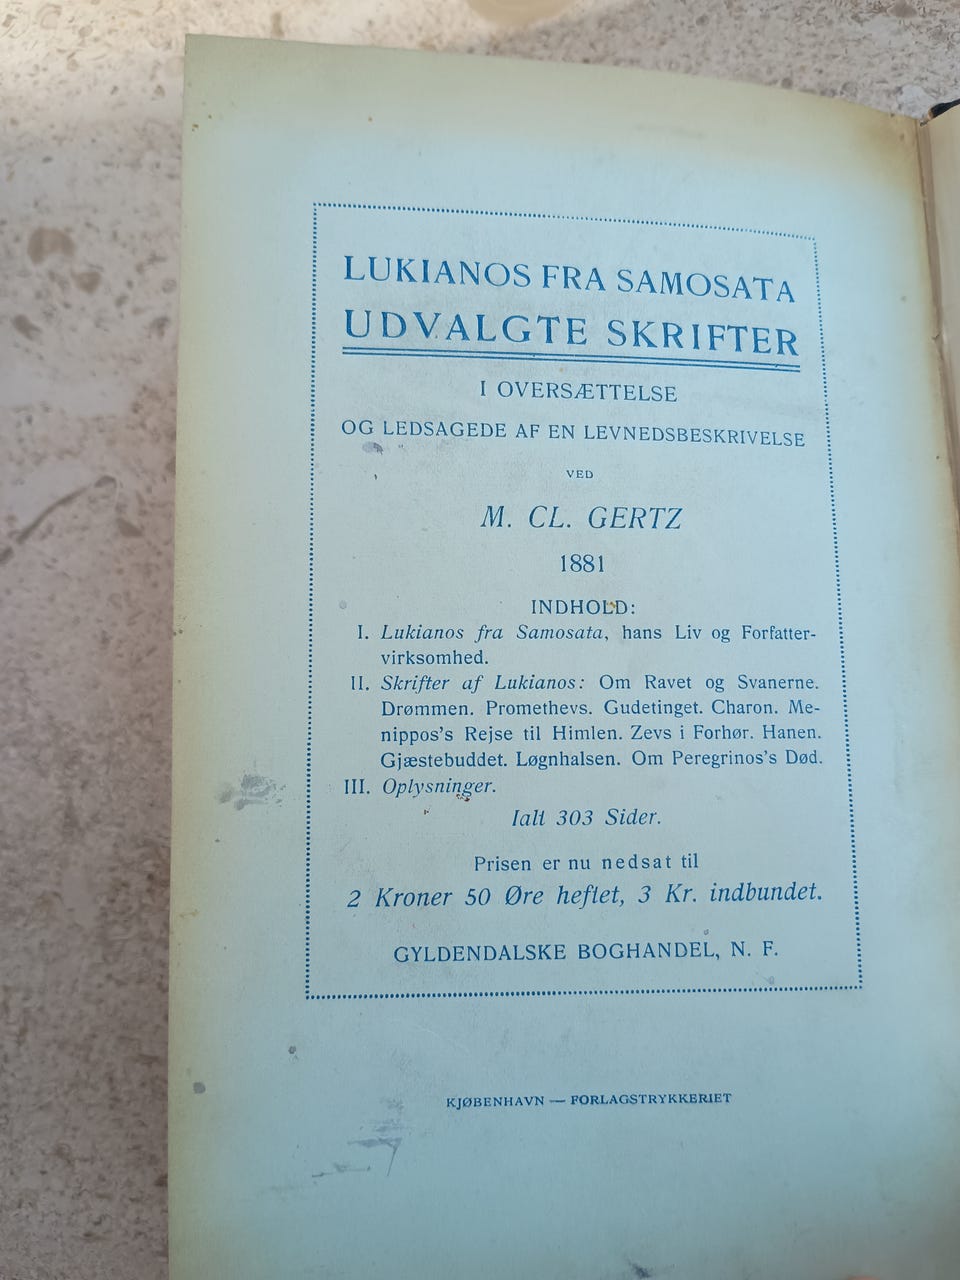 LUKIANOS FRA SAMOSATA
UDVALGTE SKRIFTER
I OVERSÆTTELSE
OG LEDSAGEDE AF EN LEVNEDSBESKRIVELSE
VED
M. CL. GERTZ
1881
INDHOLD:
I. Lukianos fra Samosata, hans Liv og Forfatter-
virksomhed.
II. Skrifter af Lukianos: Om Ravet og Svanerne.
Drømmen. Promethevs. Gudetinget. Charon. Me-
nippos's Rejse til Himlen. Zevs i Forhør. Hanen.
Gjæstebuddet. Løgnhalsen. Om Peregrinos's Død.
III. Oplysninger.
Ialt 303 Sider.
Prisen er nu nedsat til
2 Kroner 50 Øre heftet, 3 Kr. indbundet.
GYLDENDALSKE BOGHANDEL, N. F.
KJØBENHAVN — FORLAGSTRYKKERIET